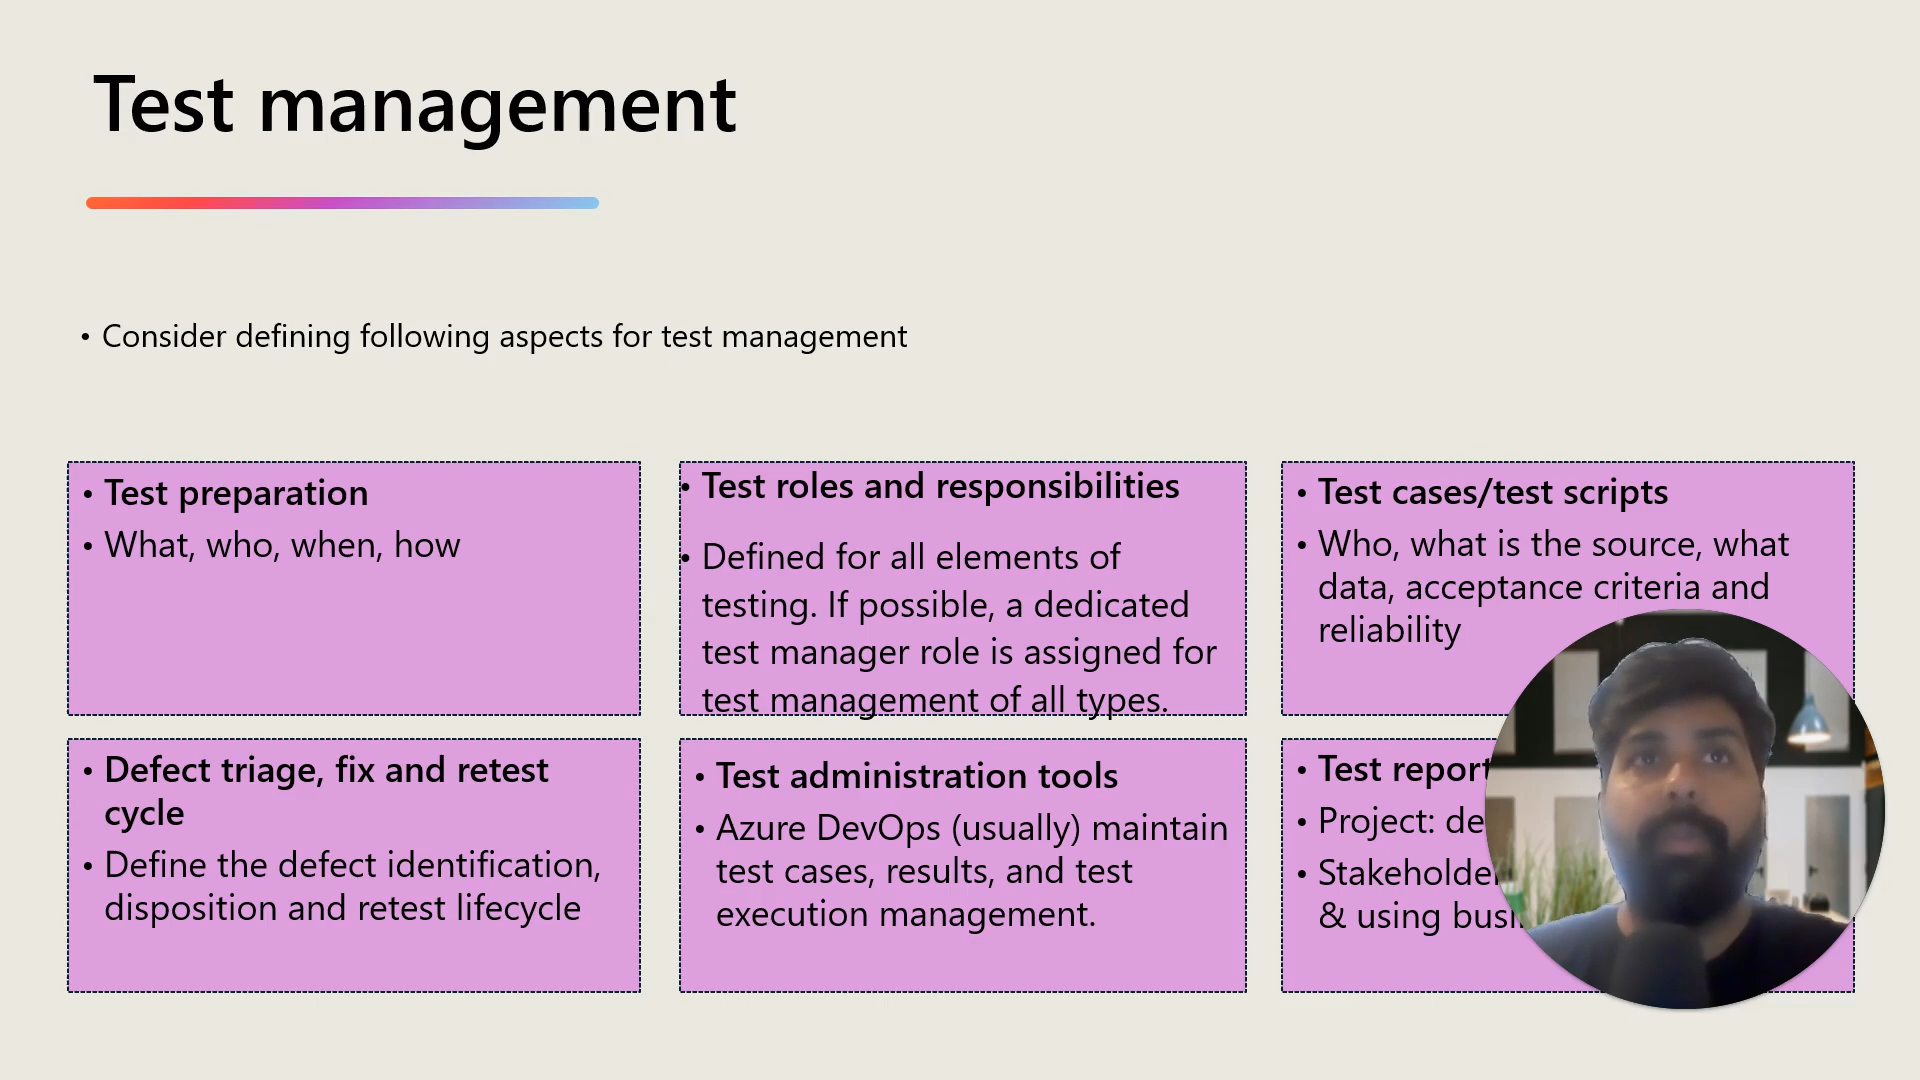 Test management
• Consider defining following aspects for test management
• Test preparation
• What, who, when, how
• Test roles and responsibilities
• Defined for all elements of
testing. If possible, a dedicated
test manager role is assigned for
test management of all types.
• Test cases/test scripts
• Who, what is the source, what
data, acceptance criteria and
reliability
• Defect triage, fix and retest
cycle
• Define the defect identification,
disposition and retest lifecycle
• Test administration tools
• Azure DevOps (usually) maintain
test cases, results, and test
execution management.
• Test
• Project:
•
& using